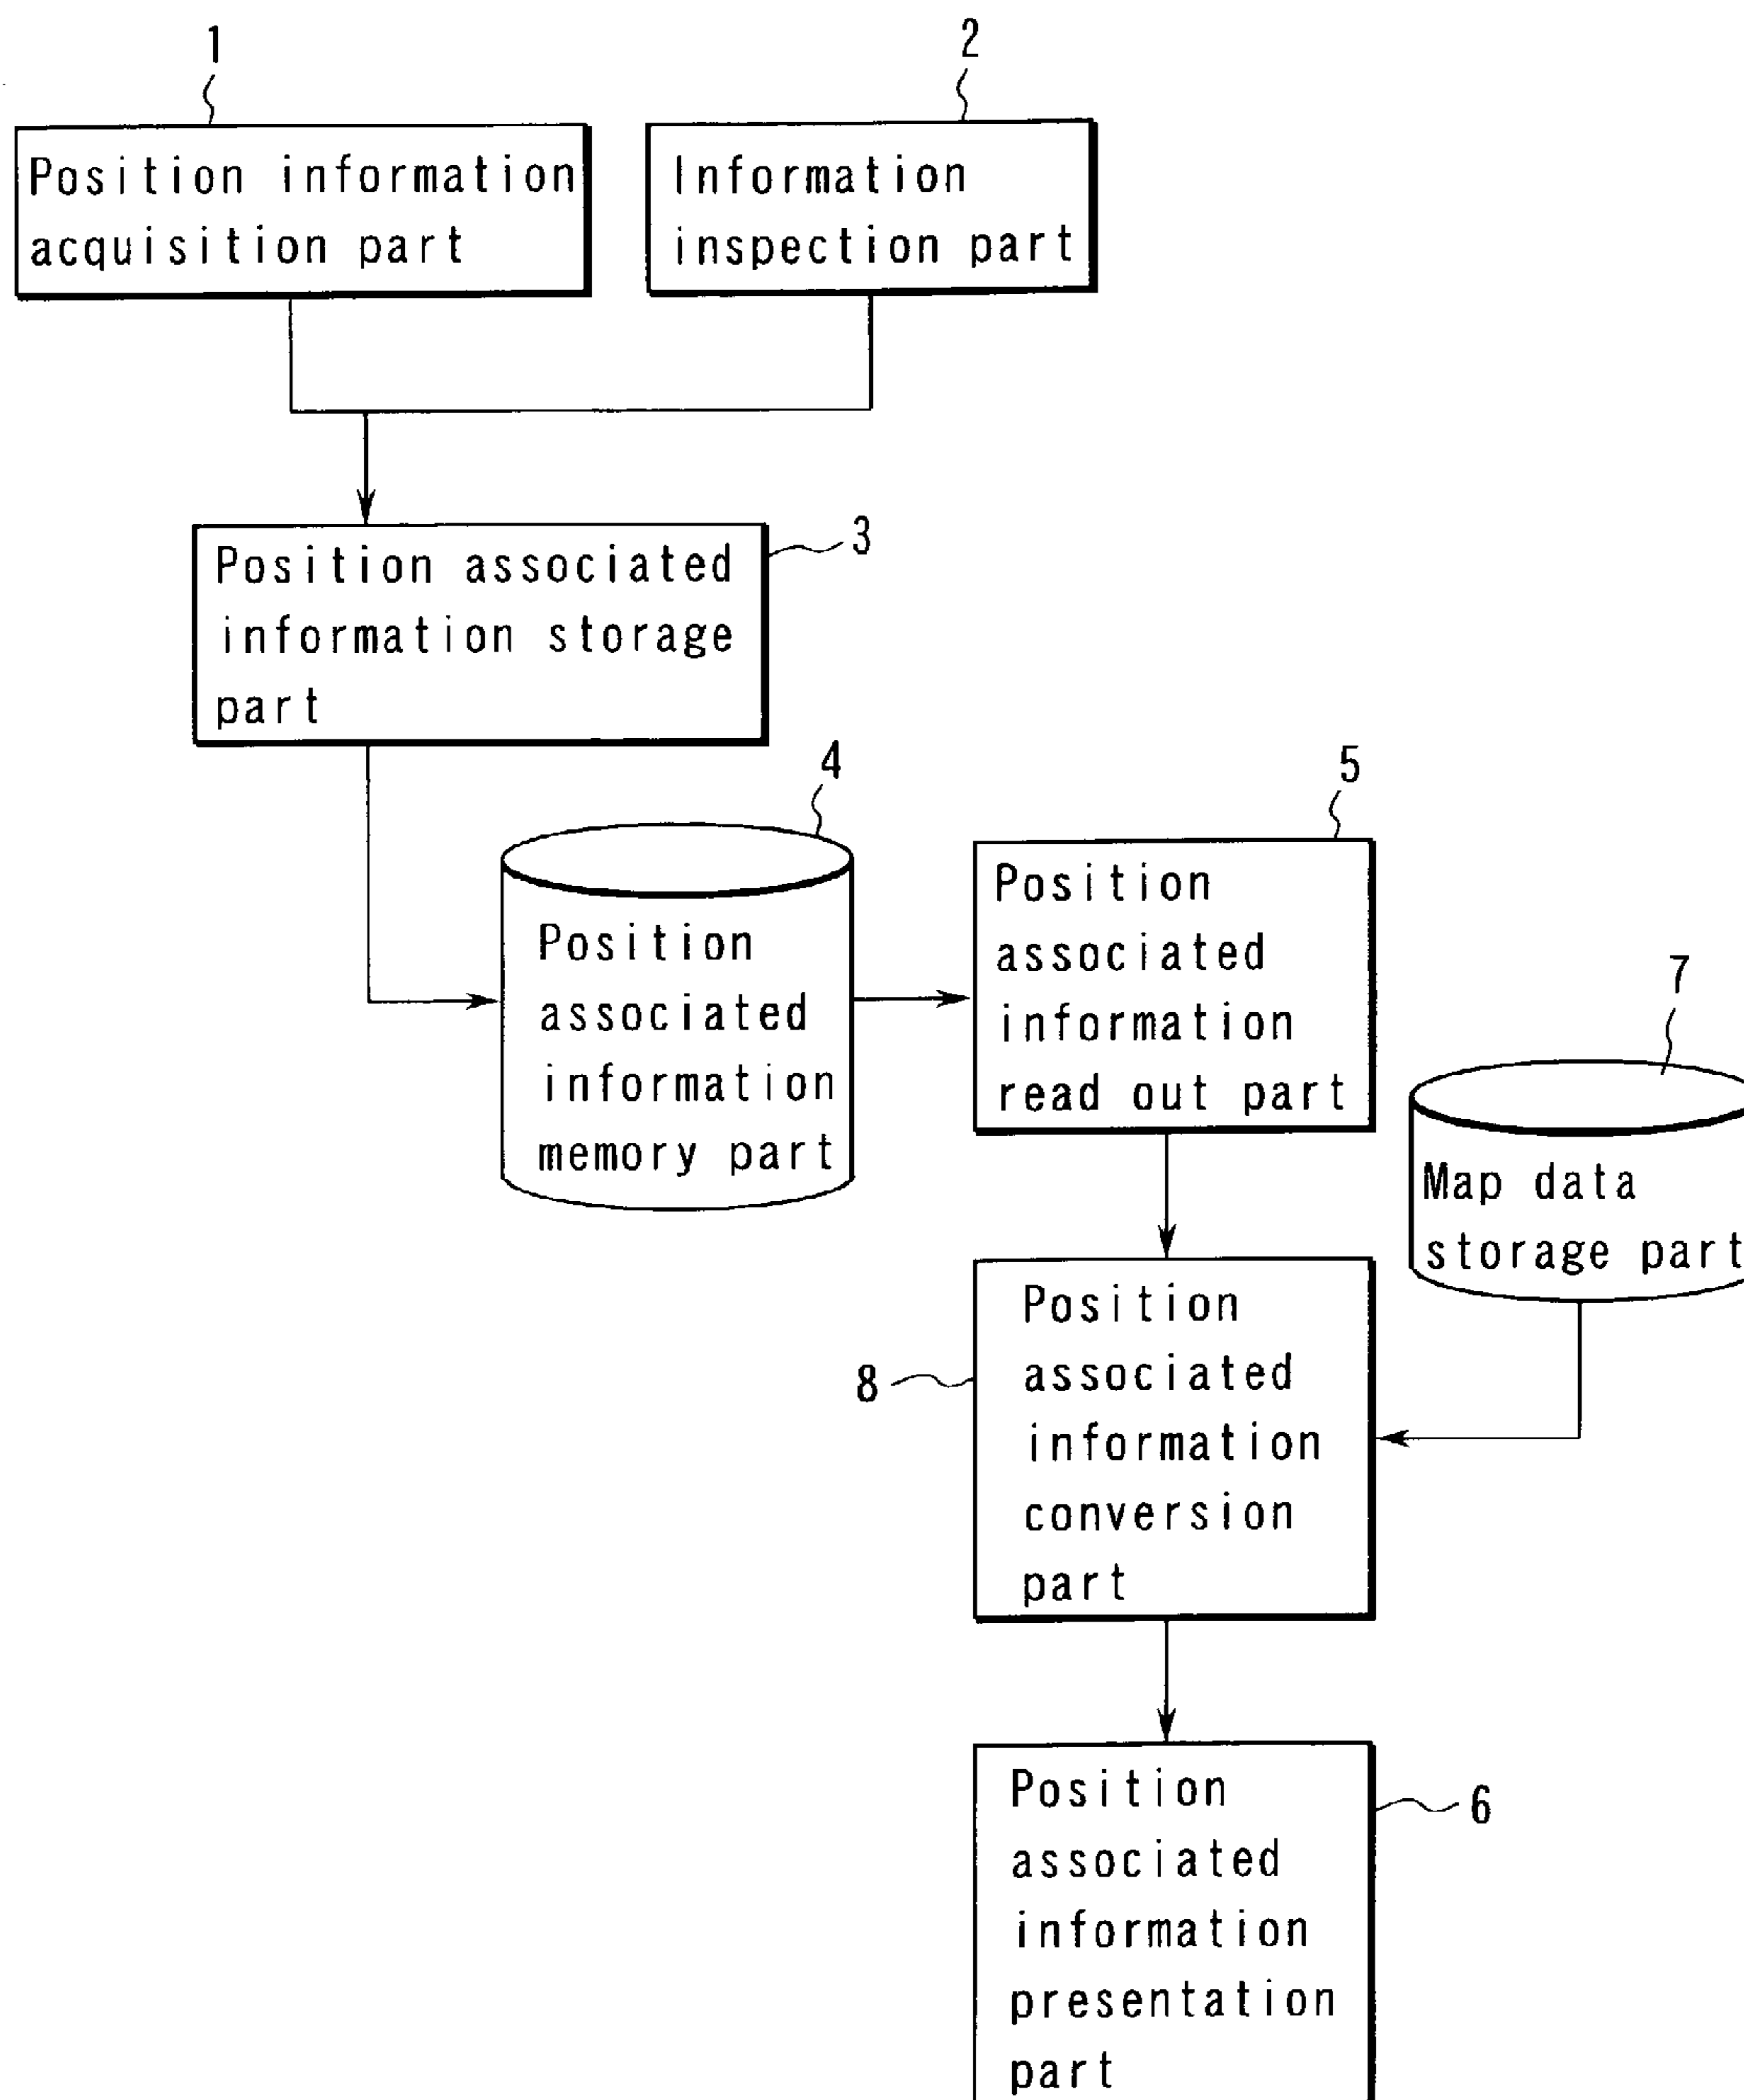 1
2
Position information
acquisition part
Information
inspection part
3
Position associated
information storage
part
4
5
Position
associated
information
memory part
Position
associated
information
read out part
7
Map data
storage part
8
Position
associated
information
conversion
part
6
Position
associated
information
presentation
part